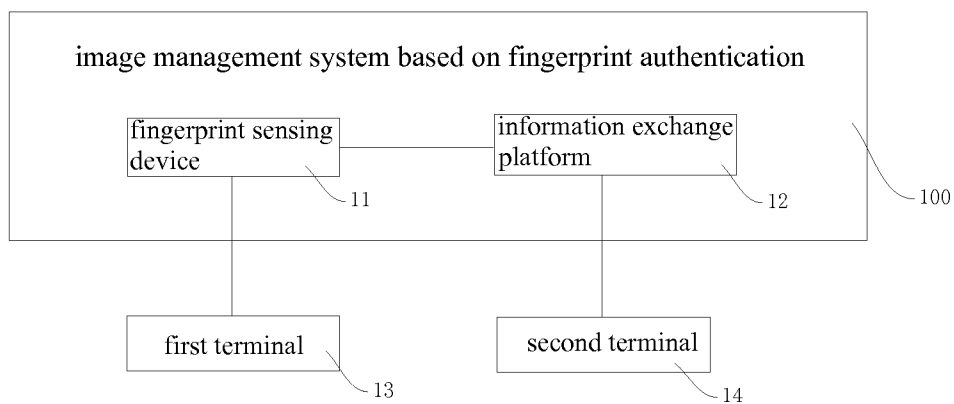 image management system based on fingerprint authentication
fingerprint sensing
device
information exchange
platform
11
12
100
first terminal
second terminal
13
14